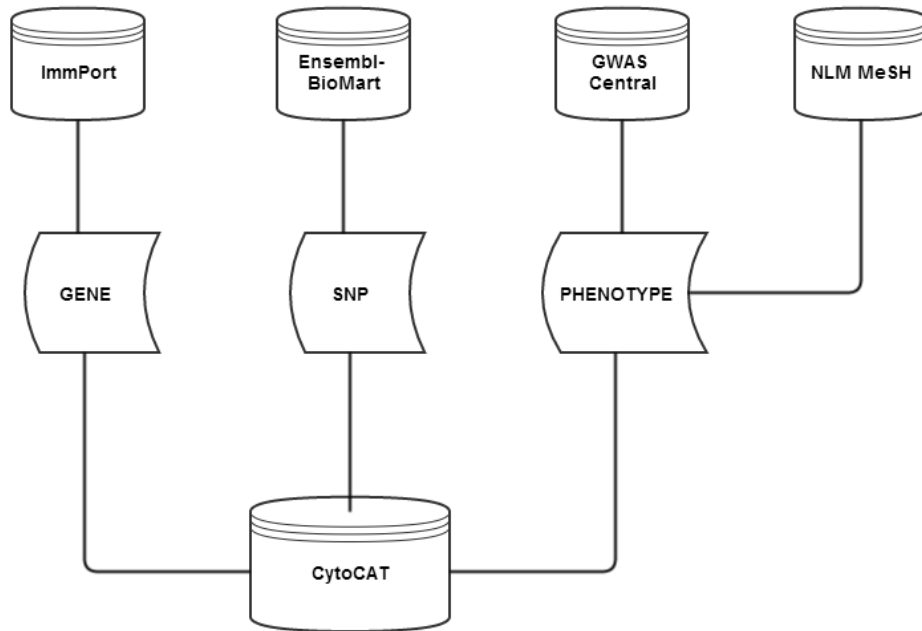 ImmPort
Ensembl-
BioMart
GWAS
Central
NLM MeSH
GENE
SNP
PHENOTYPE
CytoCAT